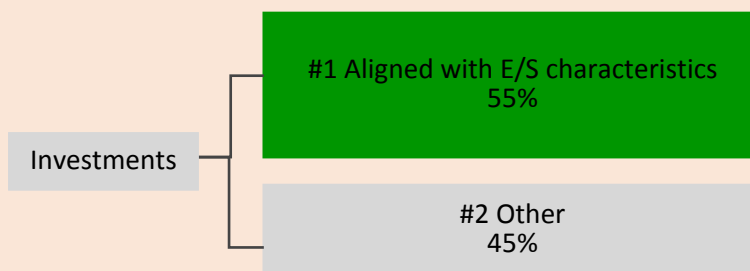 #1 Aligned with E/S characteristics
55%
Investments
#2 Other
45%